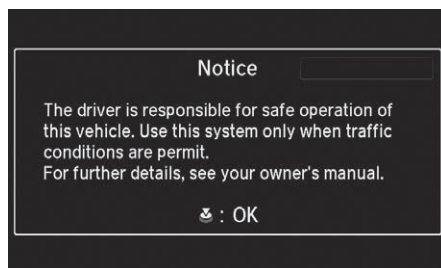 Notice
The driver is responsible for safe operation of
this vehicle. Use this system only when traffic
conditions are permit.
For further details, see your owner's manual.
: OK